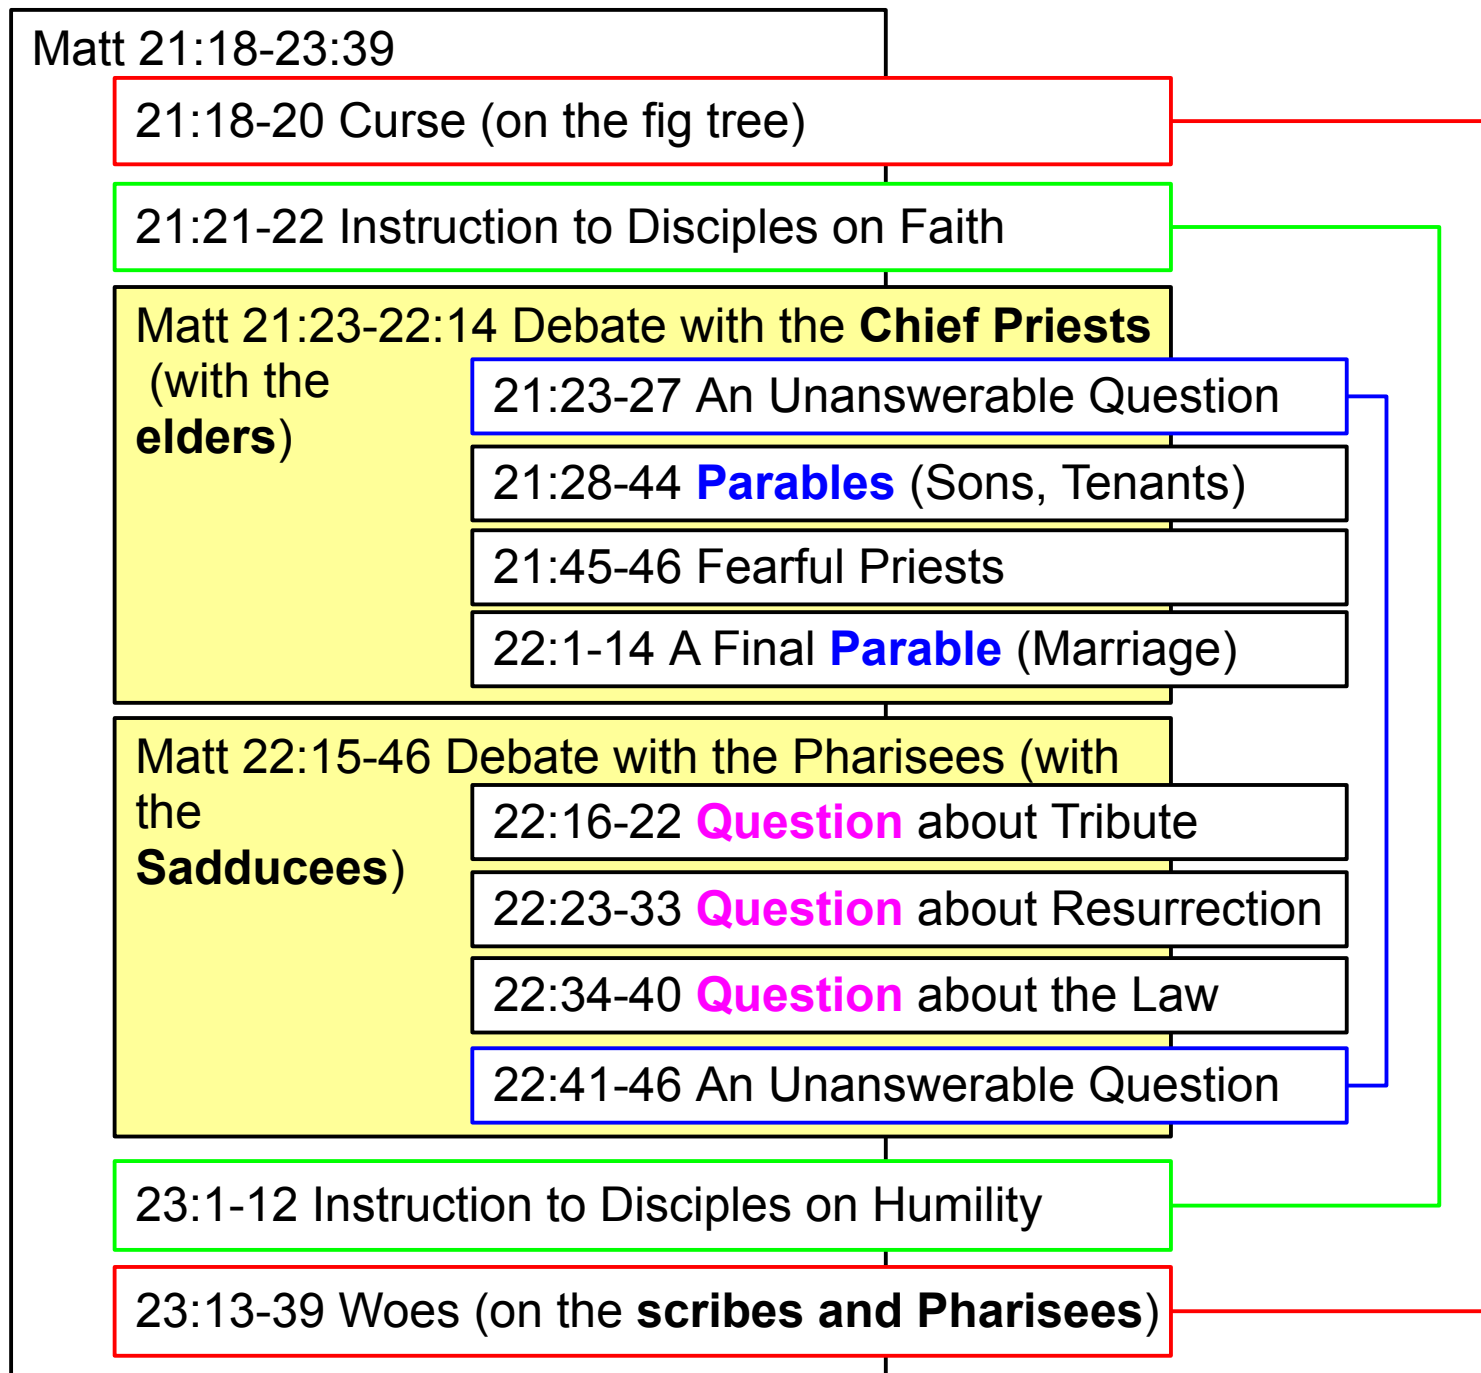 Matt 21:18-23:39
21:18-20 Curse (on the fig tree)
21:21-22 Instruction to Disciples on Faith
Matt 21:23-22:14 Debate with the Chief Priests
(with the
elders)
21:23-27 An Unanswerable Question
21:28-44 Parables (Sons, Tenants)
21:45-46 Fearful Priests
22:1-14 A Final Parable (Marriage)
Matt 22:15-46 Debate with the Pharisees (with
the
Sadducees)
22:16-22 Question about Tribute
22:23-33 Question about Resurrection
22:34-40 Question about the Law
22:41-46 An Unanswerable Question
23:1-12 Instruction to Disciples on Humility
23:13-39 Woes (on the scribes and Pharisees)